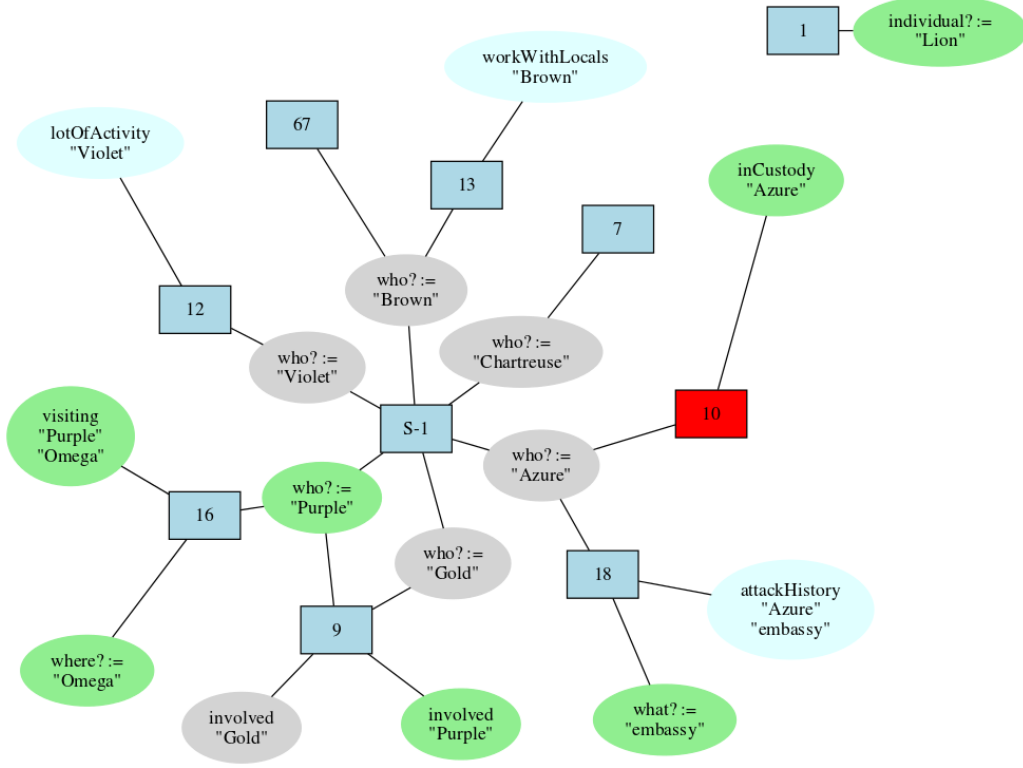 1
individual? :=
"Lion"
workWithLocals
"Brown"
67
lotOfActivity
"Violet"
13
inCustody
"Azure"
7
who? :=
"Brown"
12
who? :=
"Chartreuse"
who? :=
"Violet"
10
S-1
visiting
"Purple"
"Omega"
who? :=
"Azure"
who? :=
"Purple"
16
who? :=
"Gold"
18
attackHistory
"Azure"
"embassy"
9
where? :=
"Omega"
involved
"Gold"
involved
"Purple"
what? :=
"embassy"